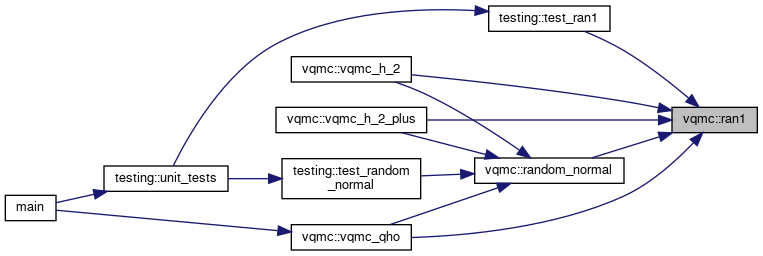 testing::test_ran1
vqmc::vqmc_h_2
vqmc::vqmc_h_2_plus
vqmc::ran1
testing::unit_tests
testing::test_random
_normal
vqmc::random_normal
main
vqmc::vqmc_qho